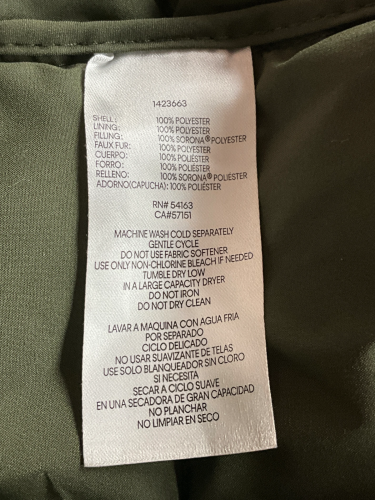 1423663
SHELL: 100% POLYESTER
LINING: 100% POLYESTER
FILLING: 100% SORONA® POLYESTER
FAUX FUR: 100% POLYESTER
CUERPO: 100% POLIÉSTER
FORRO: 100% POLIÉSTER
RELLENO: 100% SORONA® POLIÉSTER
ADORNO(CAPUCHA): 100% POLIÉSTER
RN# 54163
CA#57151
MACHINE WASH COLD SEPARATELY
GENTLE CYCLE
DO NOT USE FABRIC SOFTENER
USE ONLY NON-CHLORINE BLEACH IF NEEDED
TUMBLE DRY LOW
IN A LARGE CAPACITY DRYER
DO NOT IRON
DO NOT DRY CLEAN
LAVAR A MAQUINA CON AGUA FRIA
POR SEPARADO
CICLO DELICADO
NO USAR SUAVIZANTE DE TELAS
USE SOLO BLANQUEADOR SIN CLORO
SI NECESITA
SECAR A CICLO SUAVE
EN UNA SECADORA DE GRAN CAPACIDAD
NO PLANCHAR
NO LIMPIAR EN SECO